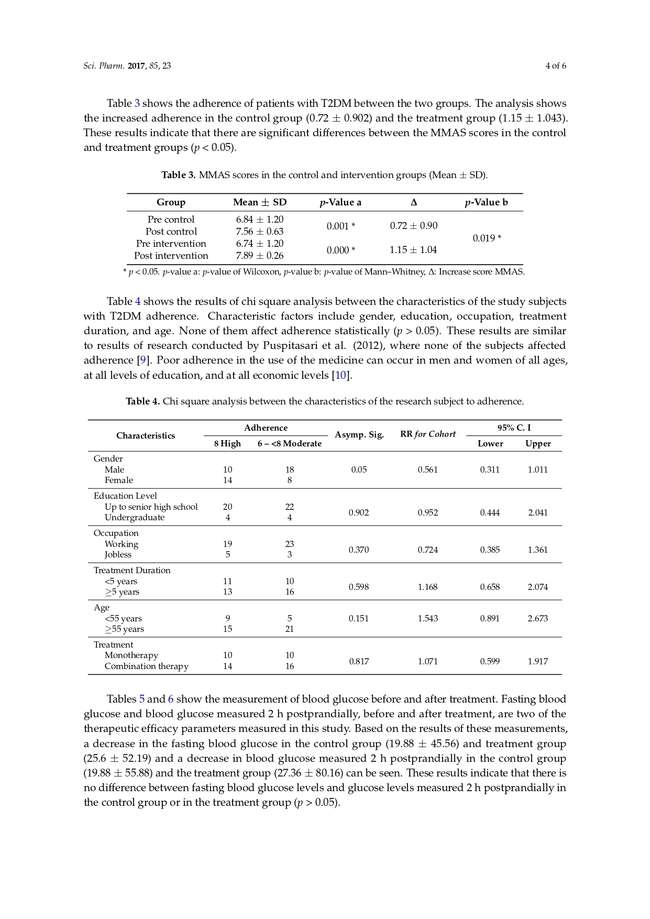 Sci. Pharm. 2017, 85, 23 4 of 6
Table 3 shows the adherence of patients with T2DM between the two groups. The analysis shows
the increased adherence in the control group (0.72 ± 0.902) and the treatment group (1.15 ± 1.043).
These results indicate that there are significant differences between the MMAS scores in the control
and treatment groups (p < 0.05).
Table 3. MMAS scores in the control and intervention groups (Mean ± SD).
Group Mean ± SD p-Value a Δ p-Value b
Pre control 6.84 ± 1.20
0.001 * 0.72 ± 0.90
Post control 7.56 ± 0.63
0.019 *
Pre intervention 6.74 ± 1.20
0.000 * 1.15 ± 1.04
Post intervention 7.89 ± 0.26
* p < 0.05. p-value a: p-value of Wilcoxon, p-value b: p-value of Mann–Whitney, Δ: Increase score MMAS.
Table 4 shows the results of chi square analysis between the characteristics of the study subjects
with T2DM adherence. Characteristic factors include gender, education, occupation, treatment
duration, and age. None of them affect adherence statistically (p > 0.05). These results are similar
to results of research conducted by Puspitasari et al. (2012), where none of the subjects affected
adherence [9]. Poor adherence in the use of the medicine can occur in men and women of all ages,
at all levels of education, and at all economic levels [10].
Table 4. Chi square analysis between the characteristics of the research subject to adherence.
Characteristics Adherence Asymp. Sig. RR for Cohort 95% C. I
8 High 6 – <8 Moderate Lower Upper
Gender
Male 10 18 0.05 0.561 0.311 1.011
Female 14 8
Education Level
Up to senior high school 20 22
0.902 0.952 0.444 2.041
Undergraduate 4 4
Occupation
Working 19 23
0.370 0.724 0.385 1.361
Jobless 5 3
Treatment Duration
<5 years 11 10
0.598 1.168 0.658 2.074
≥5 years 13 16
Age
<55 years 9 5 0.151 1.543 0.891 2.673
≥55 years 15 21
Treatment
Monotherapy 10 10
0.817 1.071 0.599 1.917
Combination therapy 14 16
Tables 5 and 6 show the measurement of blood glucose before and after treatment. Fasting blood
glucose and blood glucose measured 2 h postprandially, before and after treatment, are two of the
therapeutic efficacy parameters measured in this study. Based on the results of these measurements,
a decrease in the fasting blood glucose in the control group (19.88 ± 45.56) and treatment group
(25.6 ± 52.19) and a decrease in blood glucose measured 2 h postprandially in the control group
(19.88 ± 55.88) and the treatment group (27.36 ± 80.16) can be seen. These results indicate that there is
no difference between fasting blood glucose levels and glucose levels measured 2 h postprandially in
the control group or in the treatment group (p > 0.05).